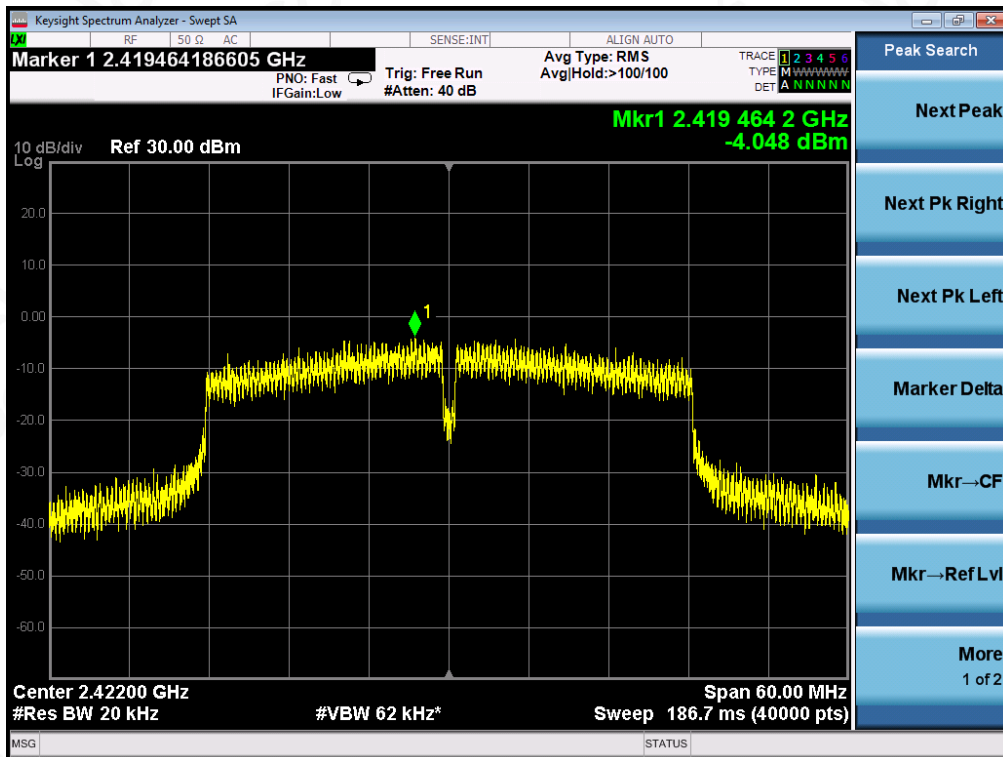 Keysight Spectrum Analyzer - Swept SA
LXI RF 50 Ω AC SENSE:INT ALIGN AUTO
Marker 1 2.419464186605 GHz
PNO: Fast
IFGain:Low
Trig: Free Run
#Atten: 40 dB
Avg Type: RMS
Avg|Hold:>100/100
TRACE 1 2 3 4 5 6
TYPE M WWWWW
DET A N N N N N
Peak Search
Mkr1 2.419 464 2 GHz
-4.048 dBm
10 dB/div Ref 30.00 dBm
Log
20.0
10.0
0.00
-10.0
-20.0
-30.0
-40.0
-50.0
-60.0
1
Center 2.42200 GHz Span 60.00 MHz
#Res BW 20 kHz #VBW 62 kHz* Sweep 186.7 ms (40000 pts)
MSG STATUS
Next Peak
Next Pk Right
Next Pk Left
Marker Delta
Mkr→CF
Mkr→Ref Lvl
More
1 of 2